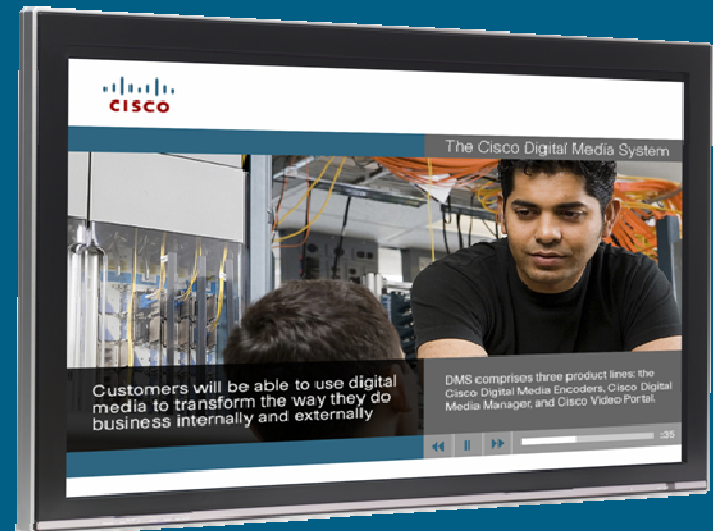 CISCO
The Cisco Digital Media System
Customers will be able to use digital
media to transform the way they do
business internally and externally
DMS comprises three product lines: the
Cisco Digital Media Encoders, Cisco Digital
Media Manager, and Cisco Video Portal.
:35